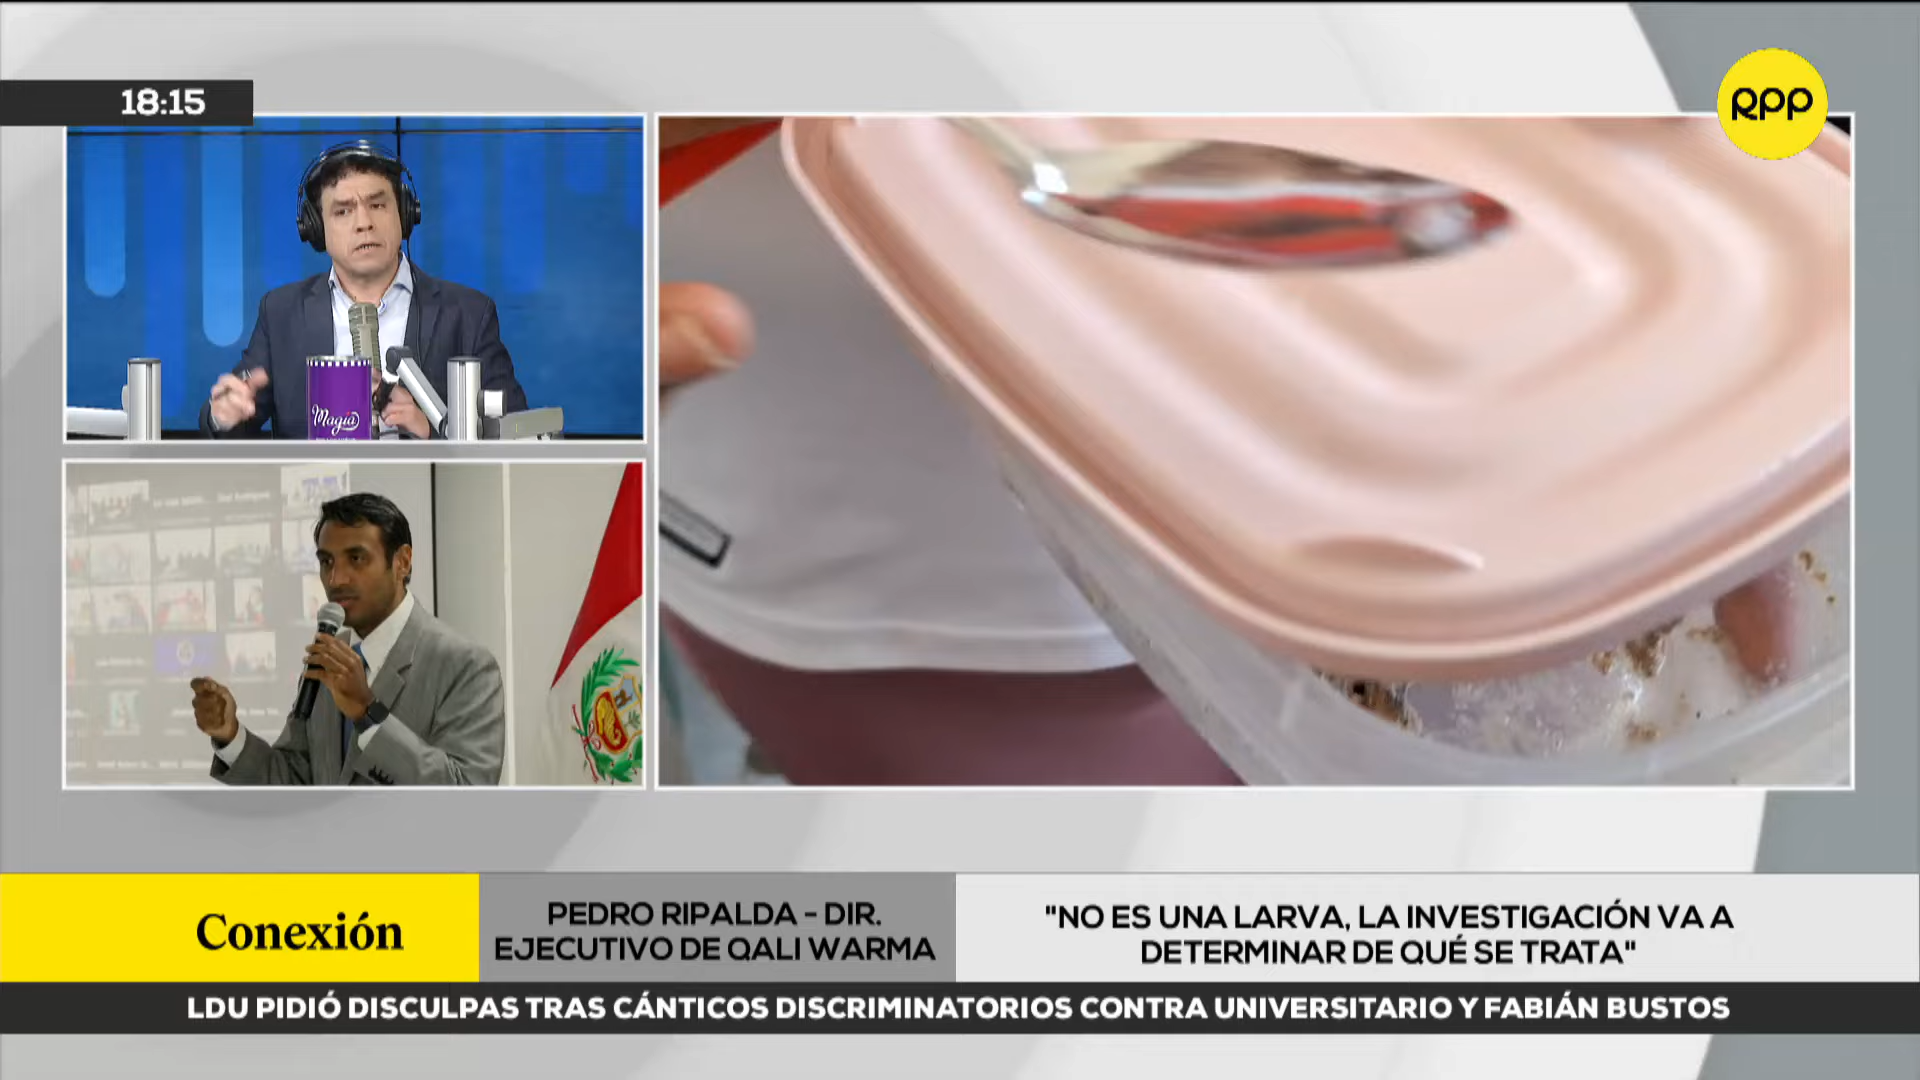 18:15
RPP
Magia
Conexión
PEDRO RIPALDA - DIR.
EJECUTIVO DE QALI WARMA
"NO ES UNA LARVA, LA INVESTIGACIÓN VA A
DETERMINAR DE QUÉ SE TRATA"
LDU PIDIÓ DISCULPAS TRAS CÁNTICOS DISCRIMINATORIOS CONTRA UNIVERSITARIO Y FABIÁN BUSTOS